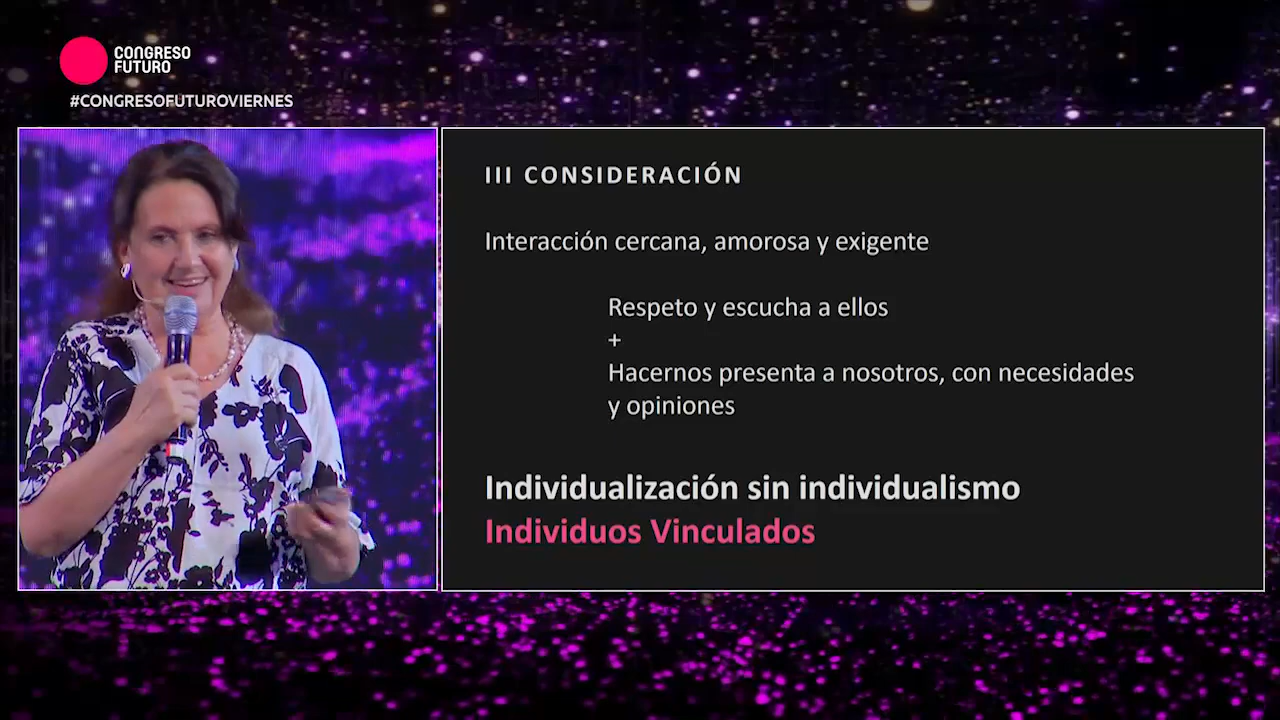 CONGRESO
FUTURO
#CONGRESOFUTUROVIERNES
III CONSIDERACIÓN
Interacción cercana, amorosa y exigente
Respeto y escucha a ellos
+
Hacernos presenta a nosotros, con necesidades
y opiniones
Individualización sin individualismo
Individuos Vinculados